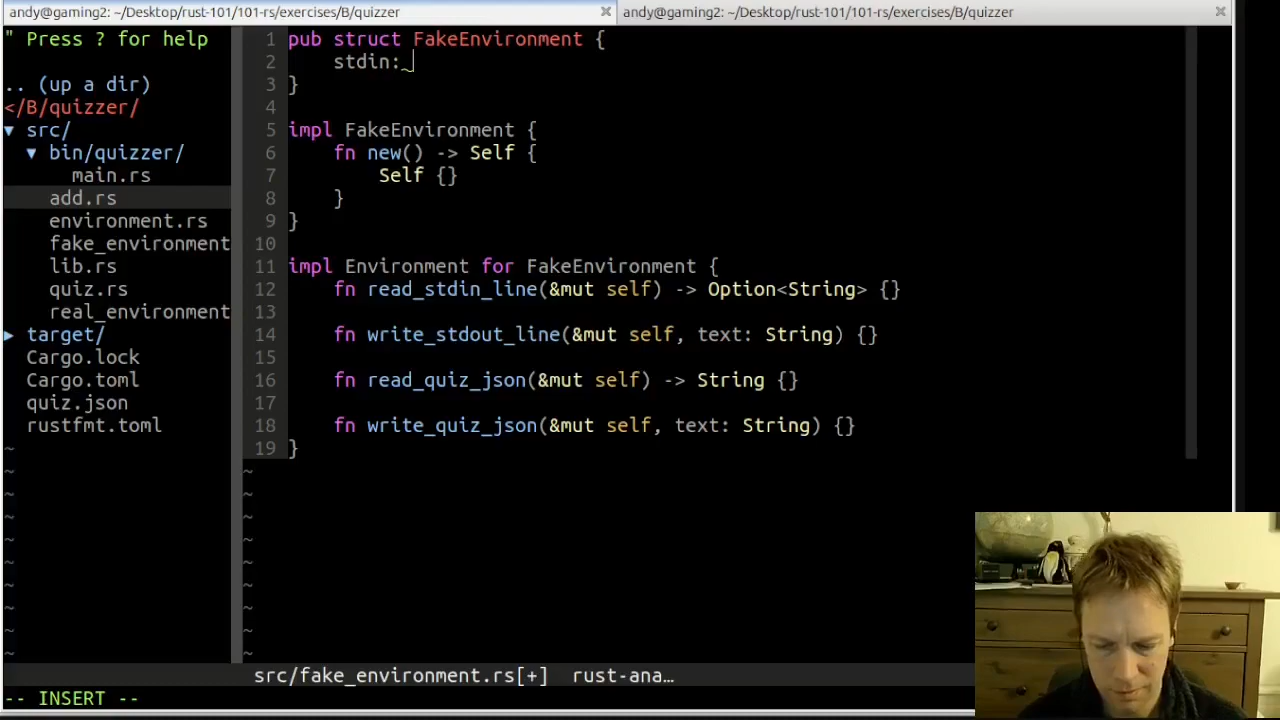 andy@gaming2: ~/Desktop/rust-101/101-rs/exercises/B/quizzer
andy@gaming2: ~/Desktop/rust-101/101-rs/exercises/B/quizzer
" Press ? for help
.. (up a dir)
</B/quizzer/
▼ src/
▼ bin/quizzer/
main.rs
add.rs
environment.rs
fake_environment
lib.rs
quiz.rs
real_environment
▶ target/
Cargo.lock
Cargo.toml
quiz.json
rustfmt.toml
~
~
~
~
~
~
~
~
~
~
1 pub struct FakeEnvironment {
2     stdin:_
3 }
4
5 impl FakeEnvironment {
6     fn new() -> Self {
7         Self {}
8     }
9 }
10
11 impl Environment for FakeEnvironment {
12     fn read_stdin_line(&mut self) -> Option<String> {}
13
14     fn write_stdout_line(&mut self, text: String) {}
15
16     fn read_quiz_json(&mut self) -> String {}
17
18     fn write_quiz_json(&mut self, text: String) {}
19 }
~
~
~
~
~
~
~
~
~
src/fake_environment.rs[+] rust-ana…
-- INSERT --